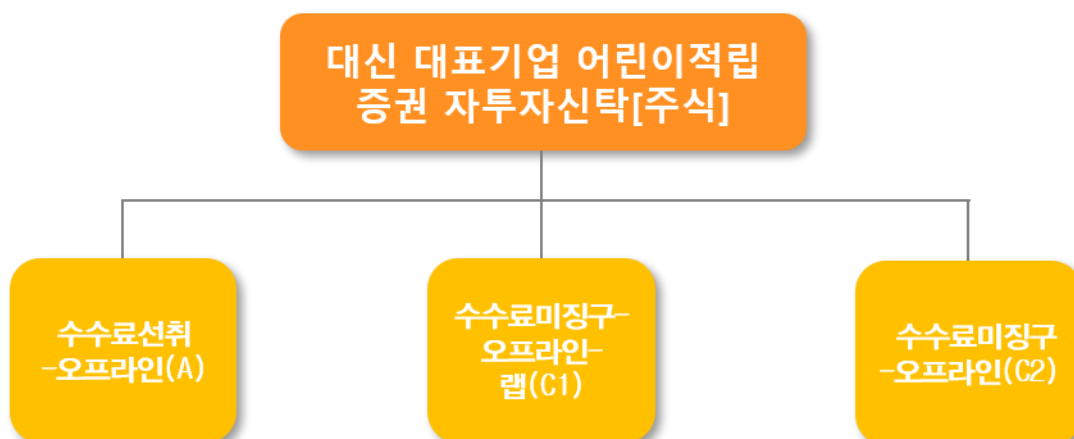 대신 대표기업 어린이적립
증권 자투자신탁[주식]
수수료선취
-오프라인(A)
수수료미징구-
오프라인-
랩(C1)
수수료미징구
-오프라인(C2)